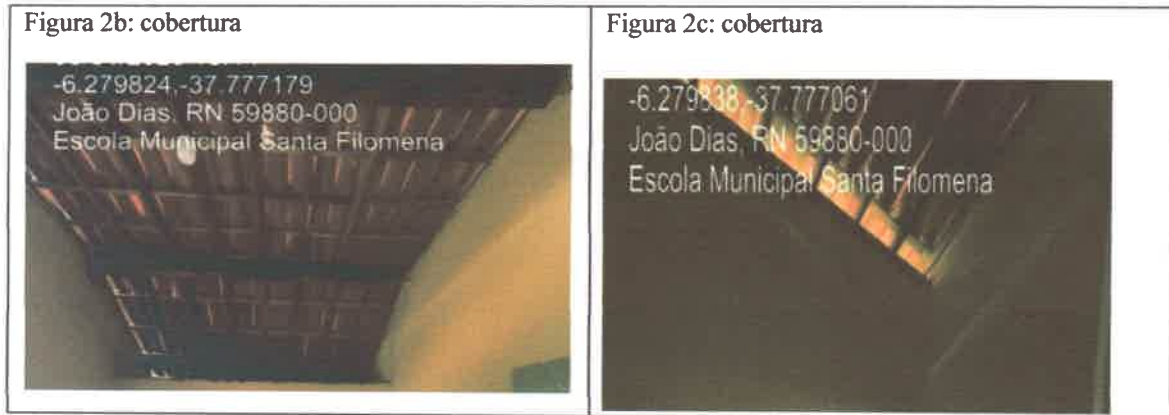 Figura 2b: cobertura
-6.279824,-37.777179
João Dias, RN 59880-000
Escola Municipal Santa Filomena
Figura 2c: cobertura
-6.279838,-37.777061
João Dias, RN 59880-000
Escola Municipal Santa Filomena